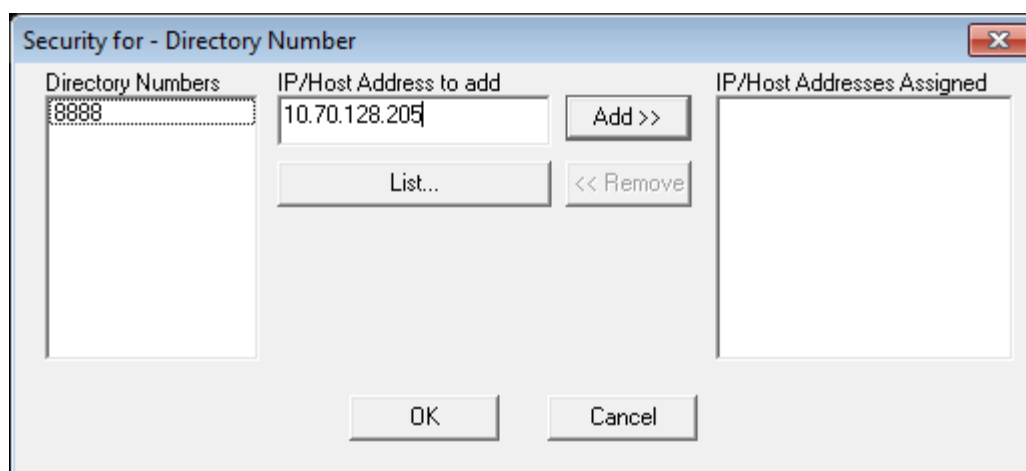 Security for - Directory Number
Directory Numbers
8888
IP/Host Address to add
10.70.128.205
Add >>
List...
<< Remove
IP/Host Addresses Assigned
OK
Cancel